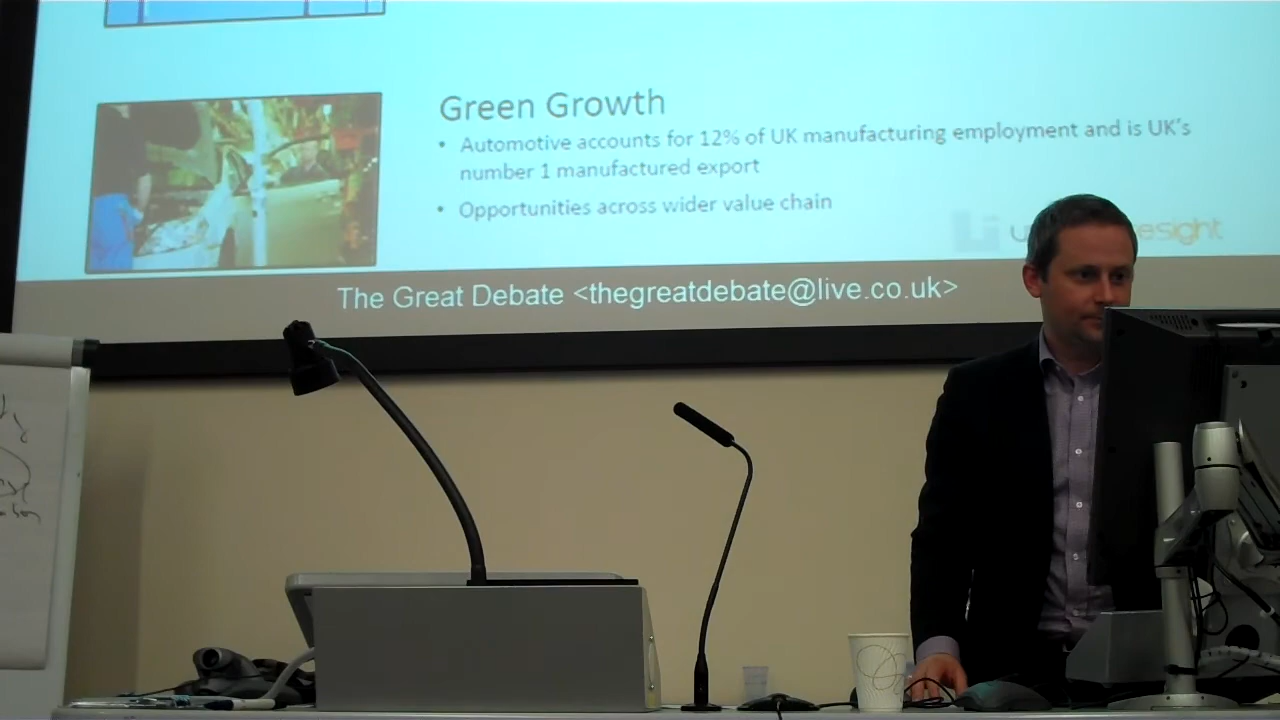 Green Growth
• Automotive accounts for 12% of UK manufacturing employment and is UK's
number 1 manufactured export
• Opportunities across wider value chain
The Great Debate <thegreatdebate@live.co.uk>